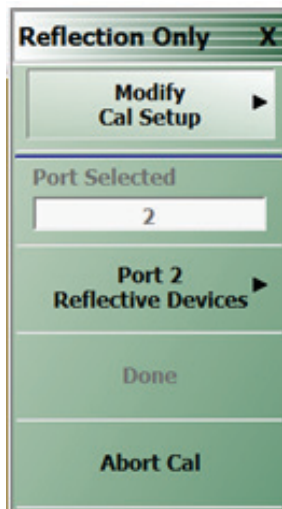 Reflection Only X
Modify
Cal Setup
Port Selected
2
Port 2
Reflective Devices
Done
Abort Cal